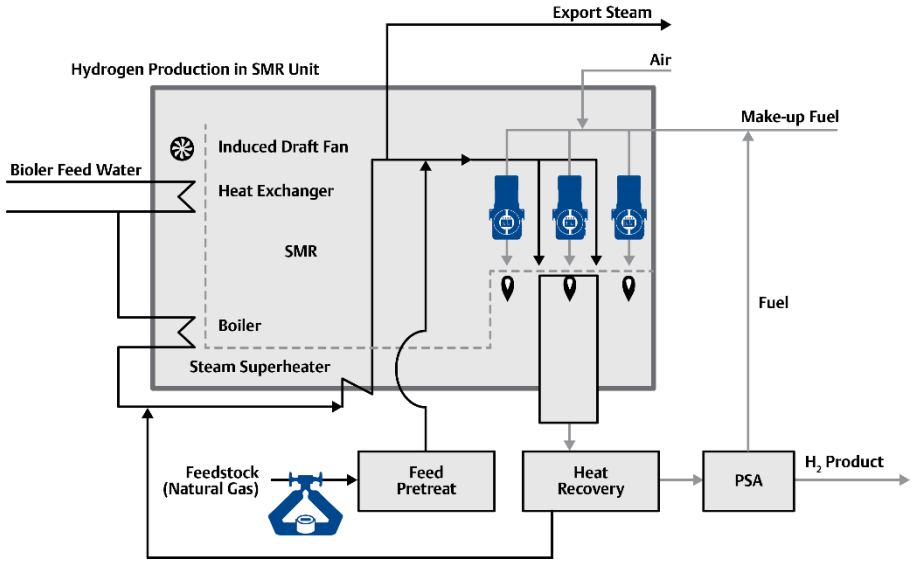 Export Steam
Hydrogen Production in SMR Unit
Air
Make-up Fuel
Induced Draft Fan
Bioler Feed Water
Heat Exchanger
SMR
Fuel
Boiler
Steam Superheater
Feedstock
(Natural Gas)
Feed
Pretreat
Heat
Recovery
PSA
H₂ Product